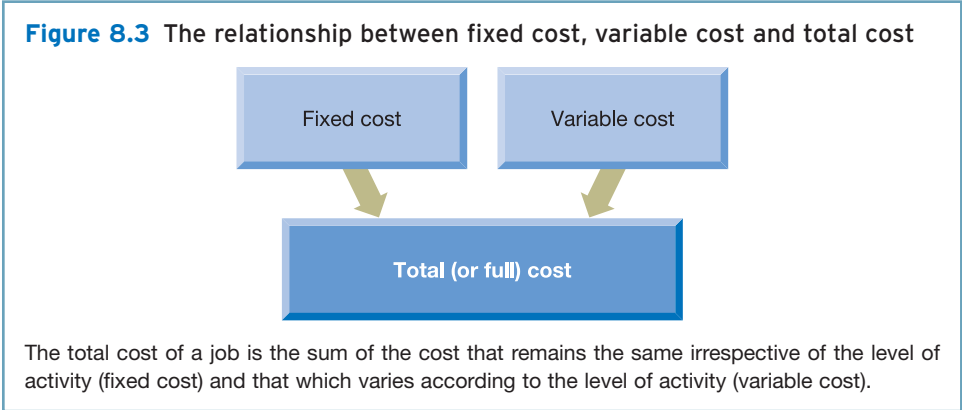 Figure 8.3 The relationship between fixed cost, variable cost and total cost
Fixed cost
Variable cost
Total (or full) cost
The total cost of a job is the sum of the cost that remains the same irrespective of the level of
activity (fixed cost) and that which varies according to the level of activity (variable cost).